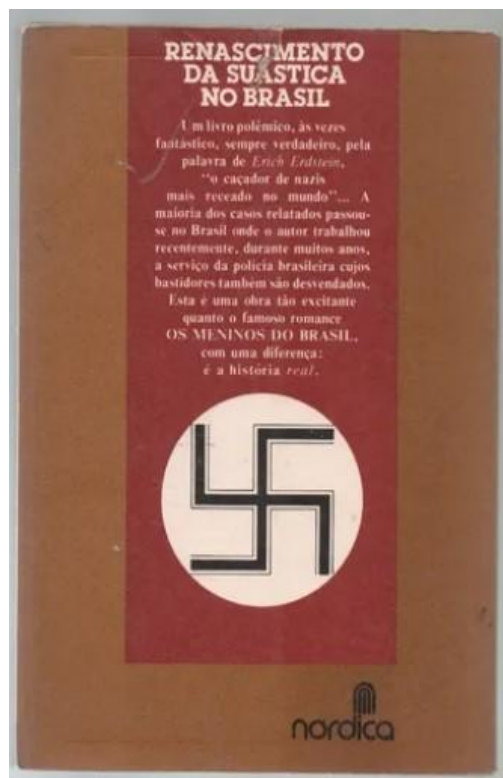 RENASCIMENTO
DA SUÁSTICA
NO BRASIL
Um livro polêmico, às vezes
fantástico, sempre verdadeiro, pela
palavra de Erich Erdstein,
"o caçador de nazis
mais receado no mundo"... A
maioria dos casos relatados passou-
se no Brasil onde o autor trabalhou
recentemente, durante muitos anos,
a serviço da polícia brasileira cujos
bastidores também são desvendados.
Esta é uma obra tão excitante
quanto o famoso romance
OS MENINOS DO BRASIL,
com uma diferença:
é a história real.
nordica